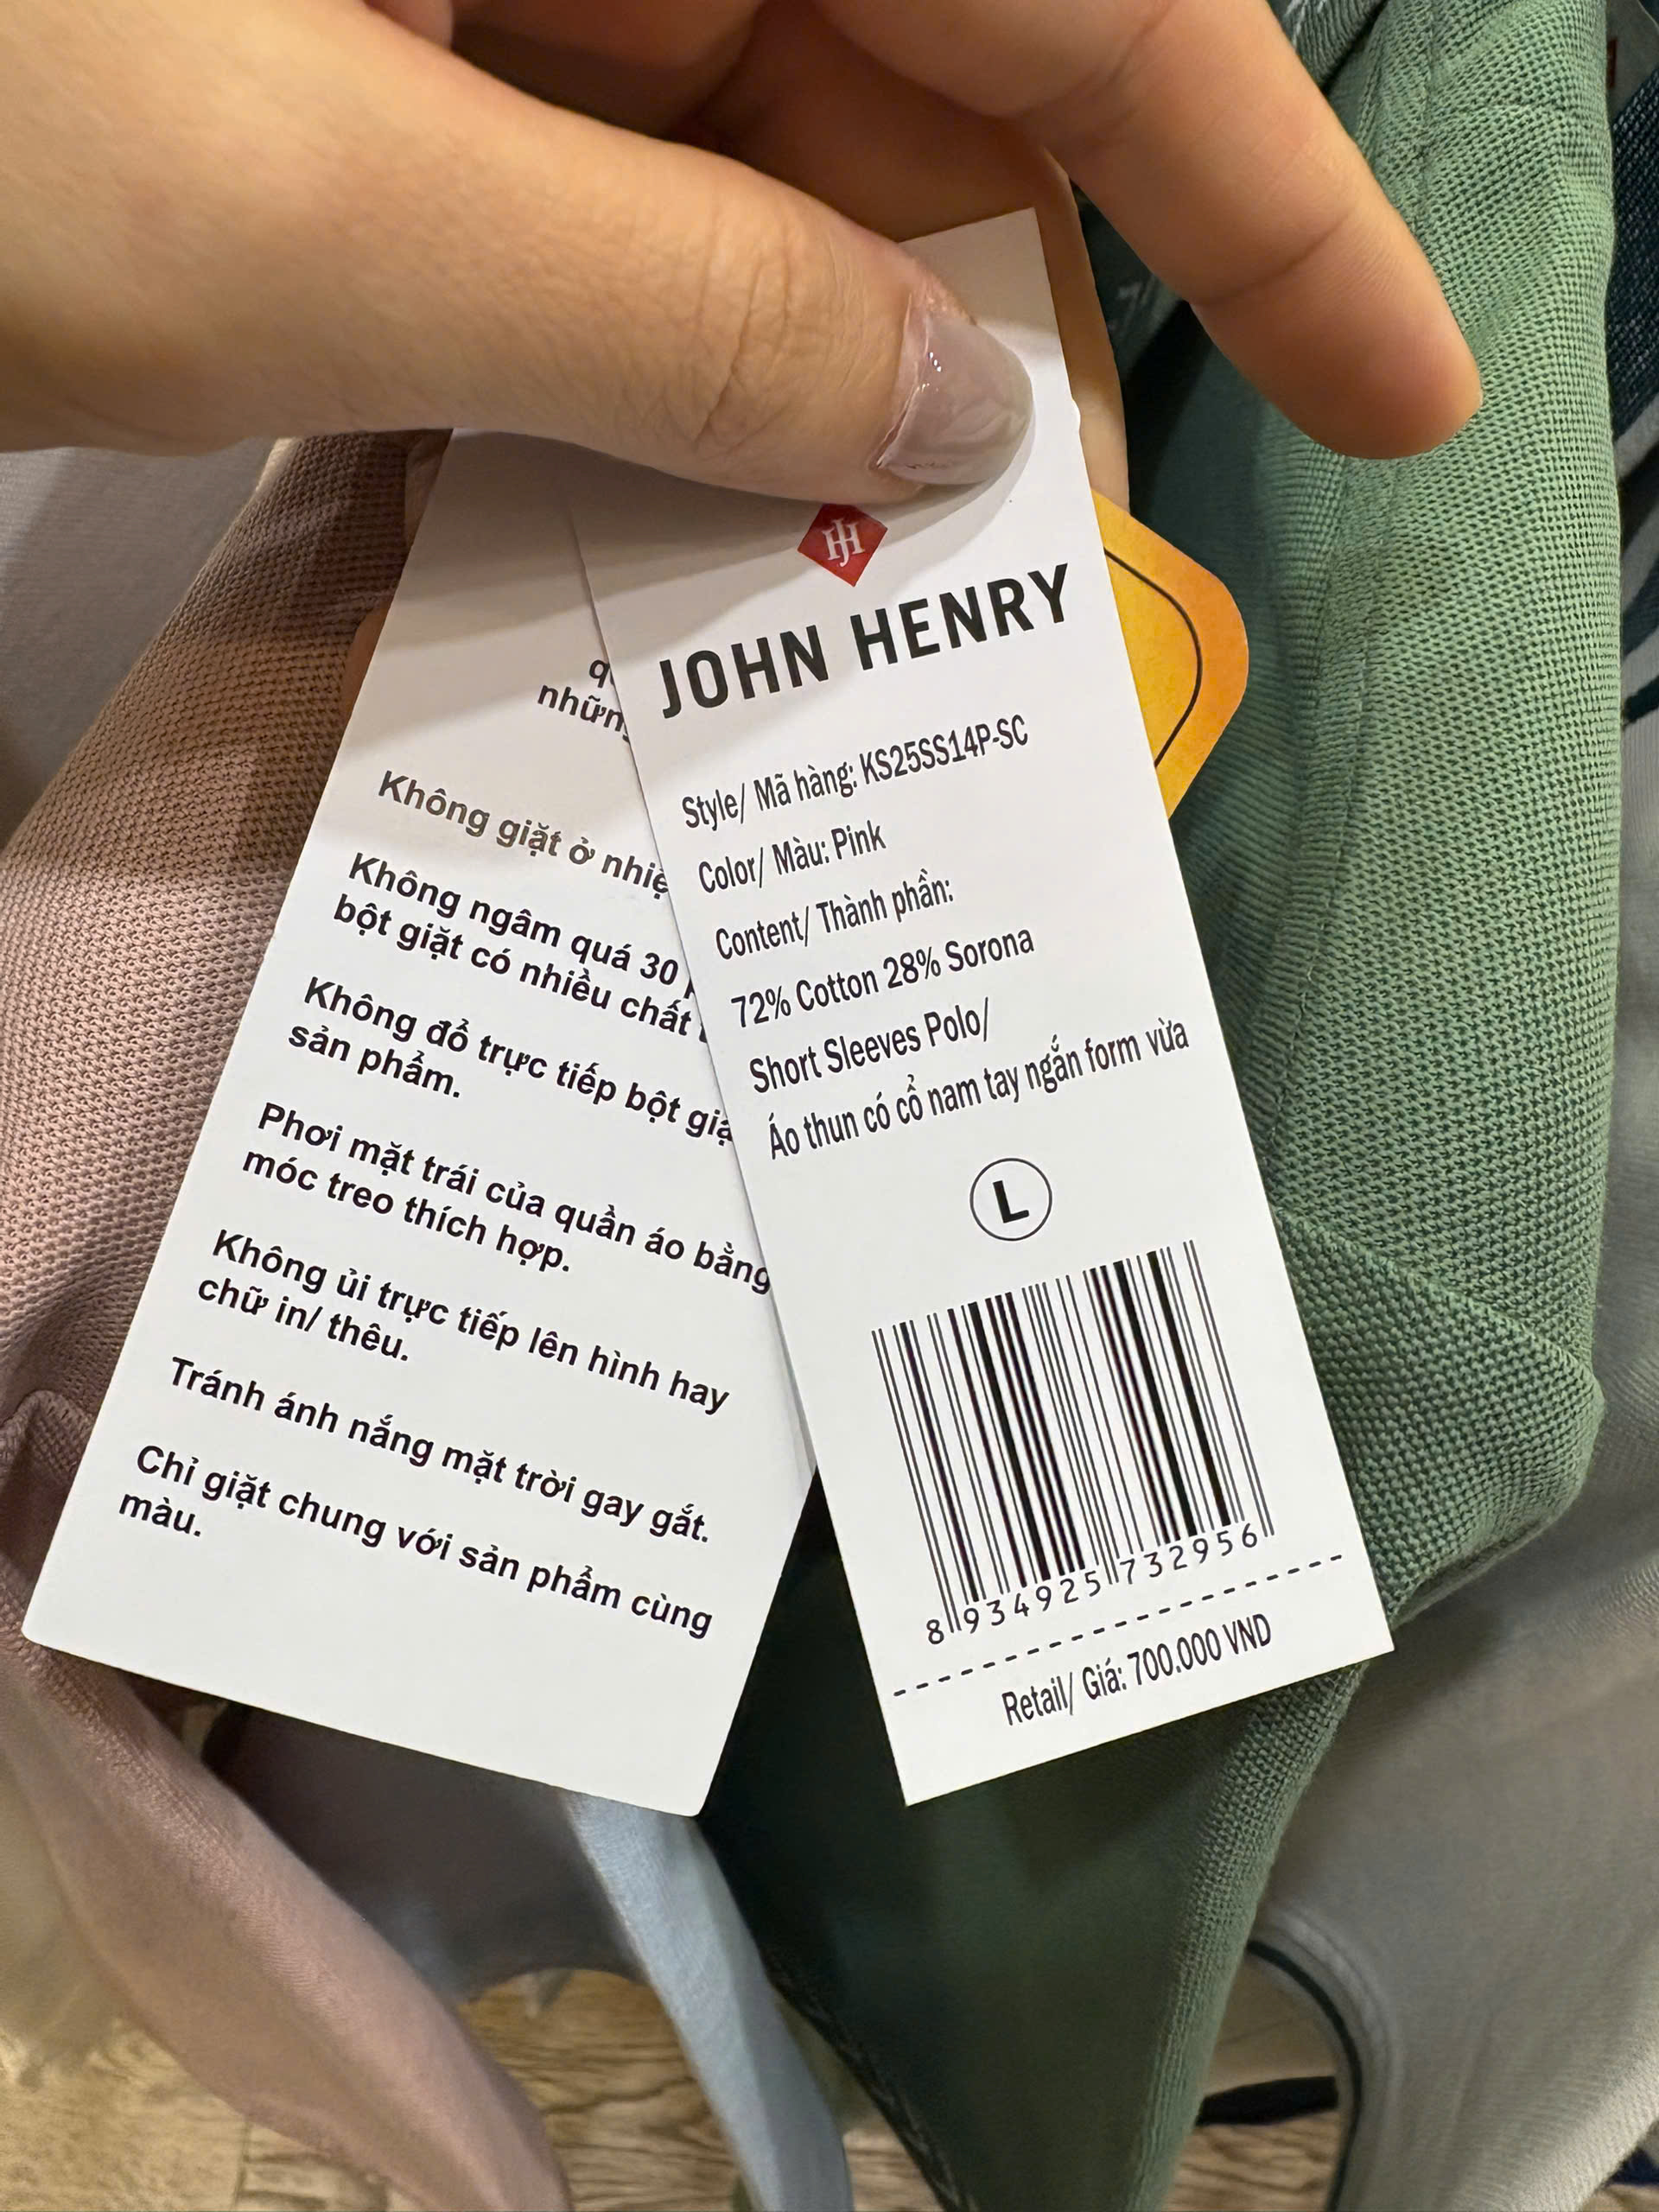 những
Không giặt ở
Không ngâm quá 30
bột giặt có nhiều chất
Không đổ trực tiếp bột
sản phẩm.
Phơi mặt trái của quần áo bằng
móc treo thích hợp.
Không ủi trực tiếp lên hình hay
chữ in/ thêu.
Tránh ánh nắng mặt trời gay gắt.
Chỉ giặt chung với sản phẩm cùng
màu.
JH
JOHN HENRY
Style/ Mã hàng: KS25SS14P-SC
Color/ Màu: Pink
Content/ Thành phần:
72% Cotton 28% Sorona
Short Sleeves Polo/
Áo thun có cổ nam tay ngắn form vừa
L
8 934925 732956
Retail/ Giá: 700.000 VND